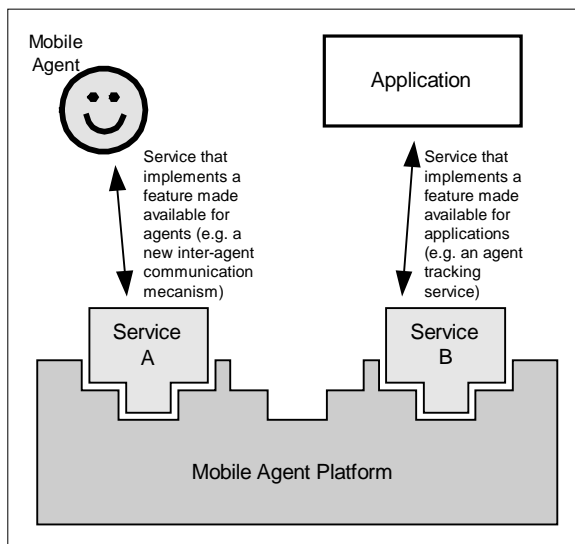 Mobile
Agent
Application
Service that
implements a
feature made
available for
agents (e.g. a
new inter-agent
communication
mecanism)
Service that
implements a
feature made
available for
applications
(e.g. an agent
tracking
service)
Service
A
Service
B
Mobile Agent Platform